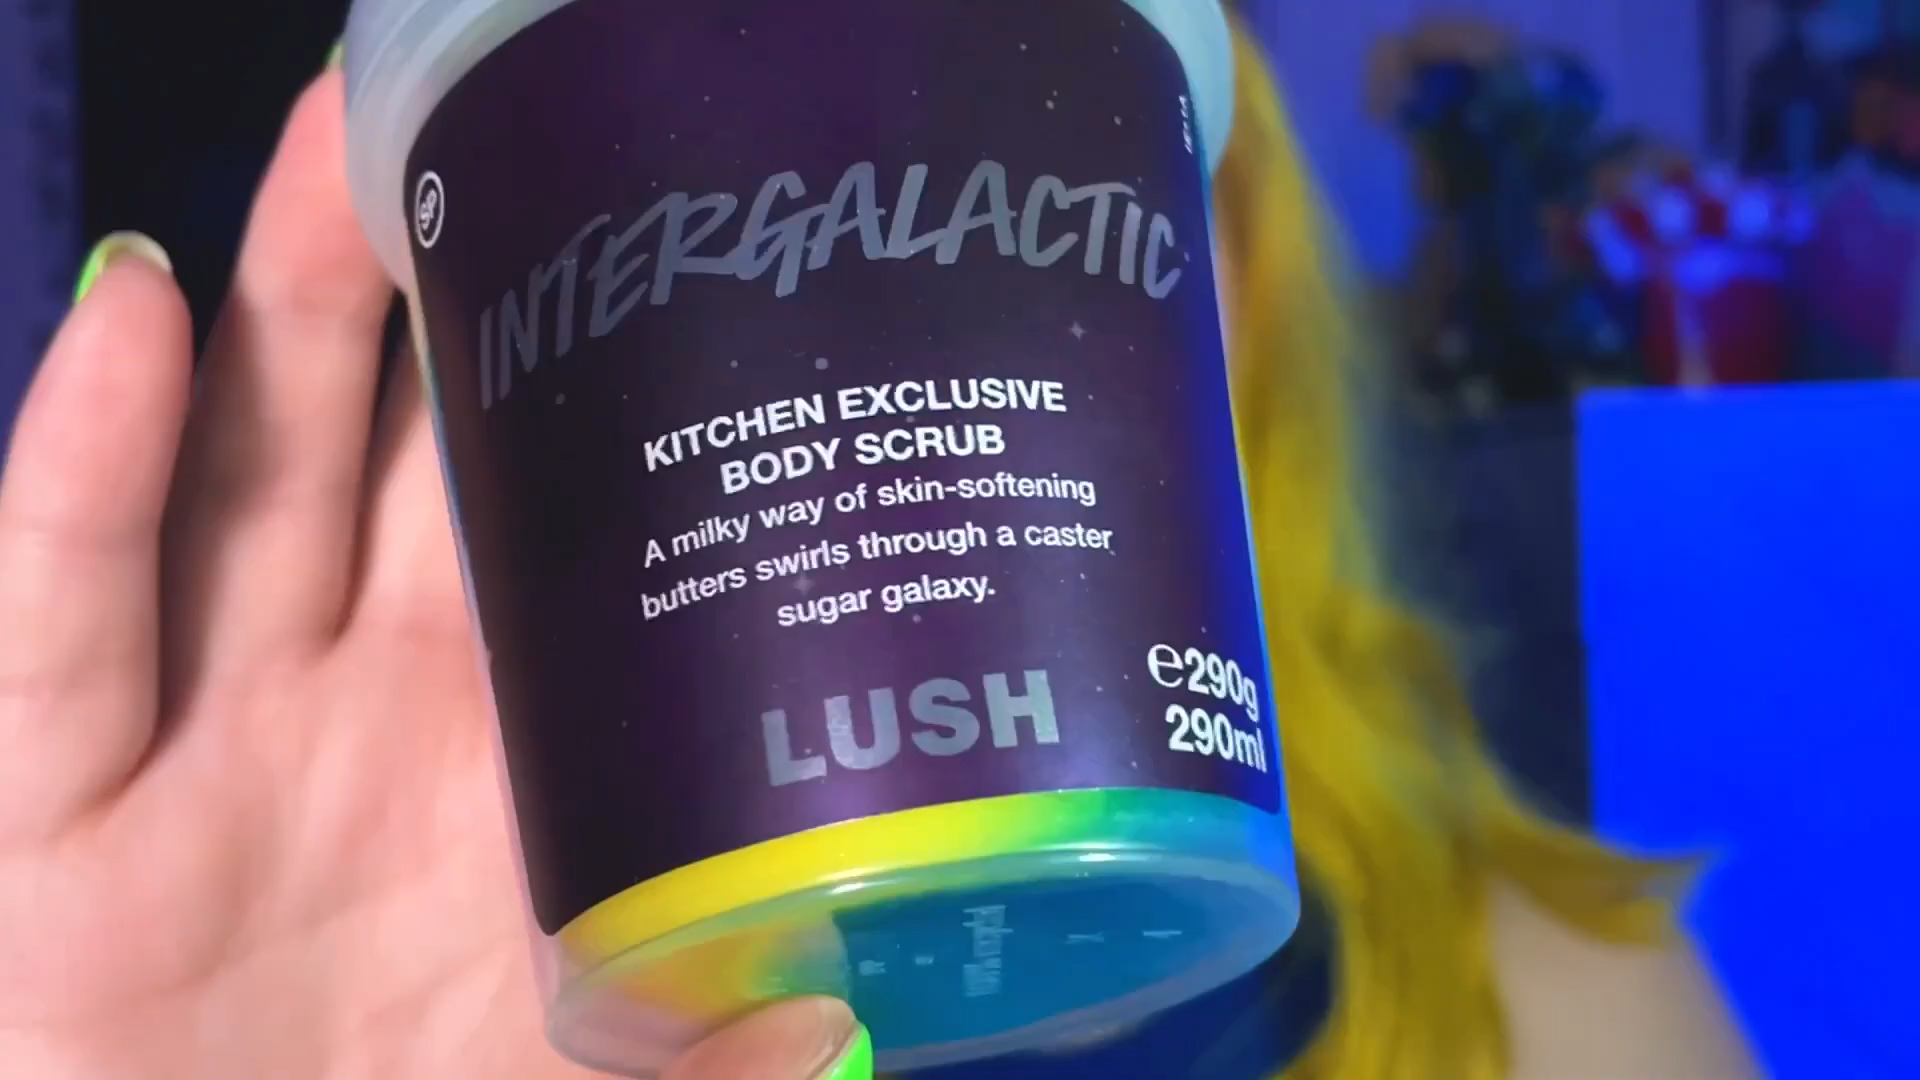 INTERGALACTIC
KITCHEN EXCLUSIVE
BODY SCRUB
A milky way of skin-softening
butters swirls through a caster
sugar galaxy.
LUSH
℮290g
290ml